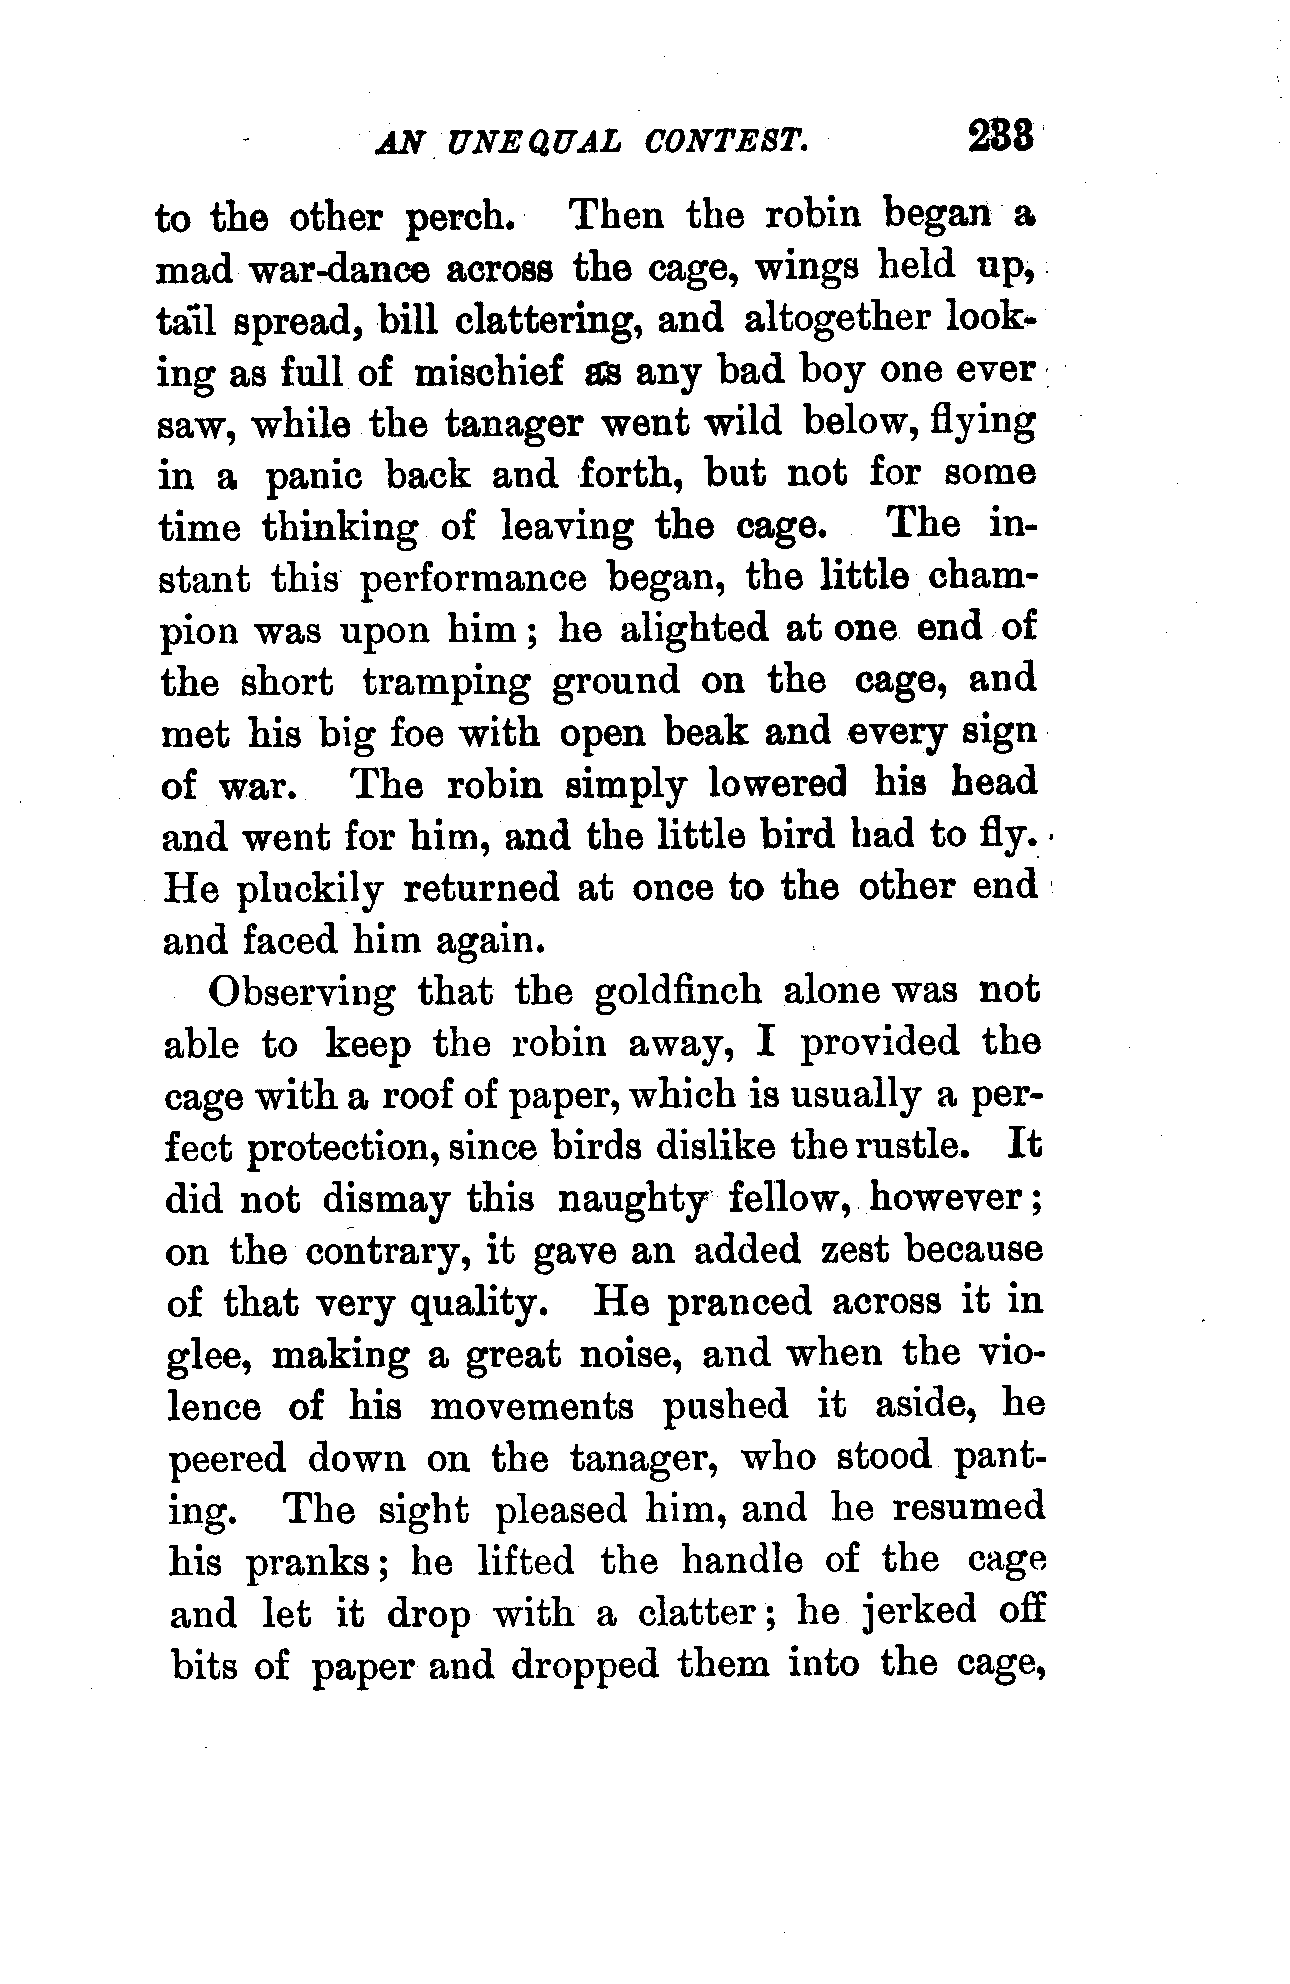 AN UNEQUAL CONTEST. 233
to the other perch. Then the robin began a
mad war-dance across the cage, wings held up,
tail spread, bill clattering, and altogether look-
ing as full of mischief as any bad boy one ever
saw, while the tanager went wild below, flying
in a panic back and forth, but not for some
time thinking of leaving the cage. The in-
stant this performance began, the little cham-
pion was upon him; he alighted at one end of
the short tramping ground on the cage, and
met his big foe with open beak and every sign
of war. The robin simply lowered his head
and went for him, and the little bird had to fly.
He pluckily returned at once to the other end
and faced him again.
Observing that the goldfinch alone was not
able to keep the robin away, I provided the
cage with a roof of paper, which is usually a per-
fect protection, since birds dislike the rustle. It
did not dismay this naughty fellow, however;
on the contrary, it gave an added zest because
of that very quality. He pranced across it in
glee, making a great noise, and when the vio-
lence of his movements pushed it aside, he
peered down on the tanager, who stood pant-
ing. The sight pleased him, and he resumed
his pranks; he lifted the handle of the cage
and let it drop with a clatter; he jerked off
bits of paper and dropped them into the cage,